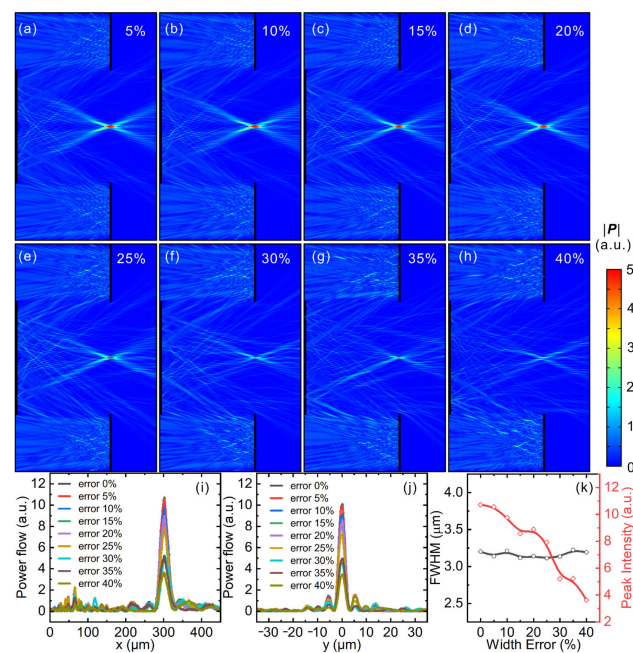 (a) 5% (b) 10% (c) 15% (d) 20%
|P|
(a.u.)
(e) 25% (f) 30% (g) 35% (h) 40%
5
4
3
2
1
0
12
10
8
6
4
2
0
Power flow (a.u.)
error 0%
error 5%
error 10%
error 15%
error 20%
error 25%
error 30%
error 35%
error 40%
(i)
0 100 200 300 400
x (μm)
12
10
8
6
4
2
0
Power flow (a.u.)
error 0%
error 5%
error 10%
error 15%
error 20%
error 25%
error 30%
error 35%
error 40%
(j)
-30 -20 -10 0 10 20 30
y (μm)
4.0
3.5
3.0
2.5
FWHM (μm)
(k)
12
10
8
6
4
2
Peak Intensity (a.u.)
0 10 20 30 40
Width Error (%)